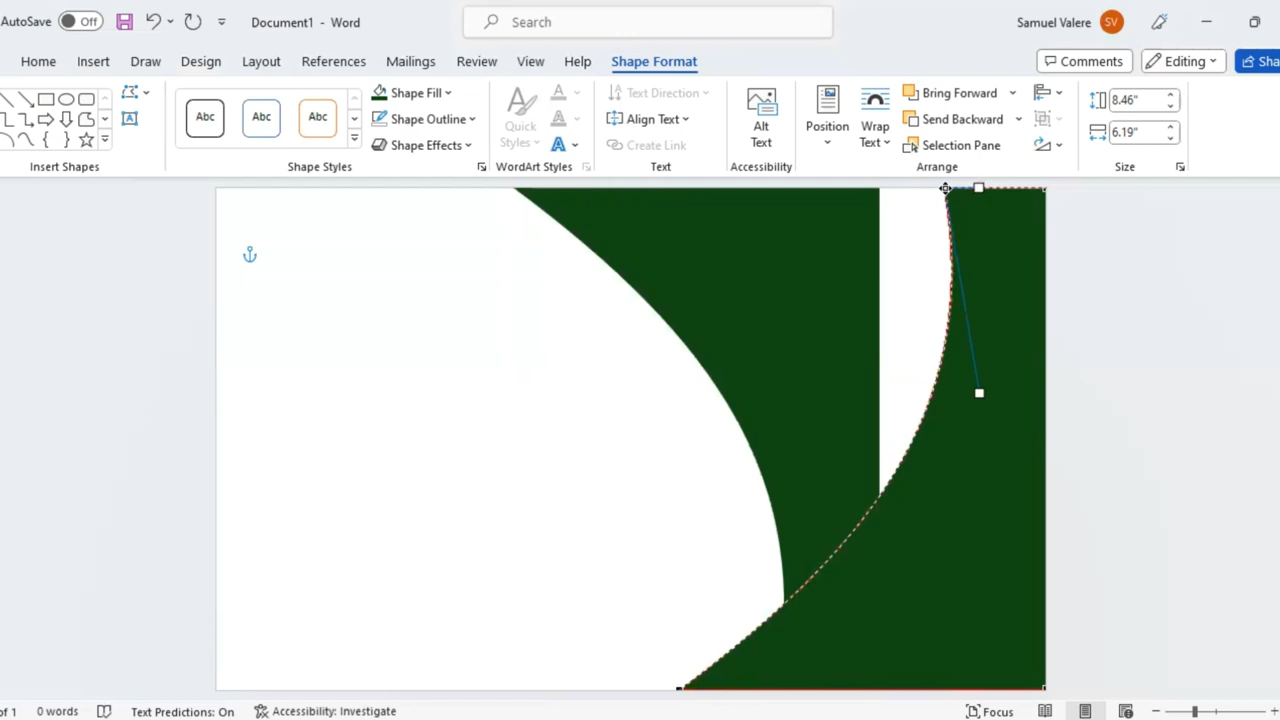 AutoSave Off Document1 - Word Search Samuel Valere SV
Home Insert Draw Design Layout References Mailings Review View Help Shape Format Comments Editing Sha
Abc Abc Abc
Shape Fill
Shape Outline
Shape Effects
Quick
Styles
Text Direction
Align Text
Create Link
Alt
Text
Position
Wrap
Text
Bring Forward
Send Backward
Selection Pane
8.46"
6.19"
Insert Shapes Shape Styles WordArt Styles Text Accessibility Arrange Size
of 1 0 words Text Predictions: On Accessibility: Investigate Focus